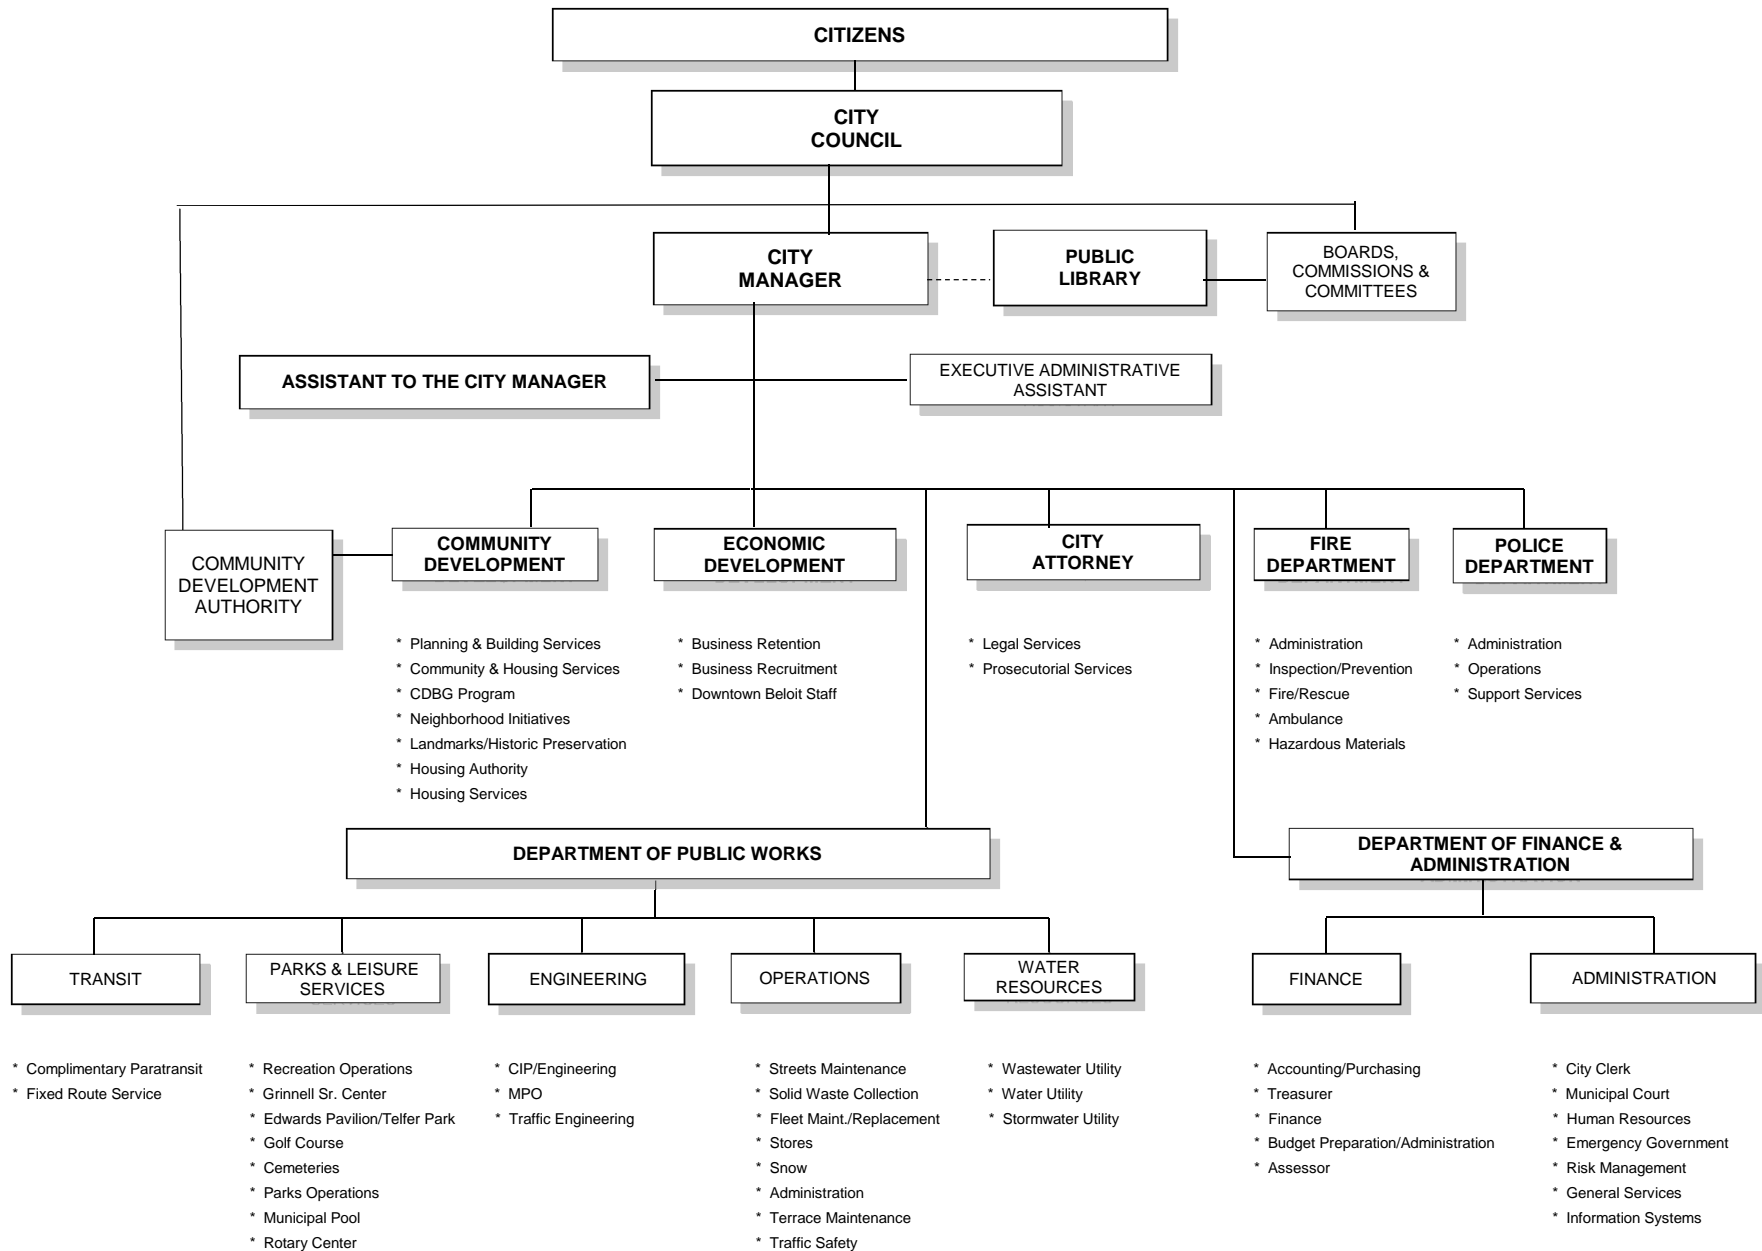 CITIZENS
CITY
COUNCIL
CITY
MANAGER
PUBLIC
LIBRARY
BOARDS,
COMMISSIONS &
COMMITTEES
ASSISTANT TO THE CITY MANAGER
EXECUTIVE ADMINISTRATIVE
ASSISTANT
COMMUNITY
DEVELOPMENT
AUTHORITY
COMMUNITY
DEVELOPMENT
* Planning & Building Services
* Community & Housing Services
* CDBG Program
* Neighborhood Initiatives
* Landmarks/Historic Preservation
* Housing Authority
* Housing Services
ECONOMIC
DEVELOPMENT
* Business Retention
* Business Recruitment
* Downtown Beloit Staff
CITY
ATTORNEY
* Legal Services
* Prosecutorial Services
FIRE
DEPARTMENT
* Administration
* Inspection/Prevention
* Fire/Rescue
* Ambulance
* Hazardous Materials
POLICE
DEPARTMENT
* Administration
* Operations
* Support Services
DEPARTMENT OF PUBLIC WORKS
TRANSIT
* Complimentary Paratransit
* Fixed Route Service
PARKS & LEISURE
SERVICES
* Recreation Operations
* Grinnell Sr. Center
* Edwards Pavilion/Telfer Park
* Golf Course
* Cemeteries
* Parks Operations
* Municipal Pool
* Rotary Center
ENGINEERING
* CIP/Engineering
* MPO
* Traffic Engineering
OPERATIONS
* Streets Maintenance
* Solid Waste Collection
* Fleet Maint./Replacement
* Stores
* Snow
* Administration
* Terrace Maintenance
* Traffic Safety
WATER
RESOURCES
* Wastewater Utility
* Water Utility
* Stormwater Utility
DEPARTMENT OF FINANCE &
ADMINISTRATION
FINANCE
* Accounting/Purchasing
* Treasurer
* Finance
* Budget Preparation/Administration
* Assessor
ADMINISTRATION
* City Clerk
* Municipal Court
* Human Resources
* Emergency Government
* Risk Management
* General Services
* Information Systems